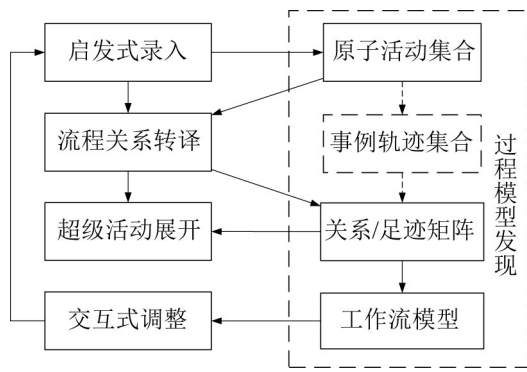 启发式录入
原子活动集合
流程关系转译
事例轨迹集合
超级活动展开
关系/足迹矩阵
交互式调整
工作流模型
过程模型发现